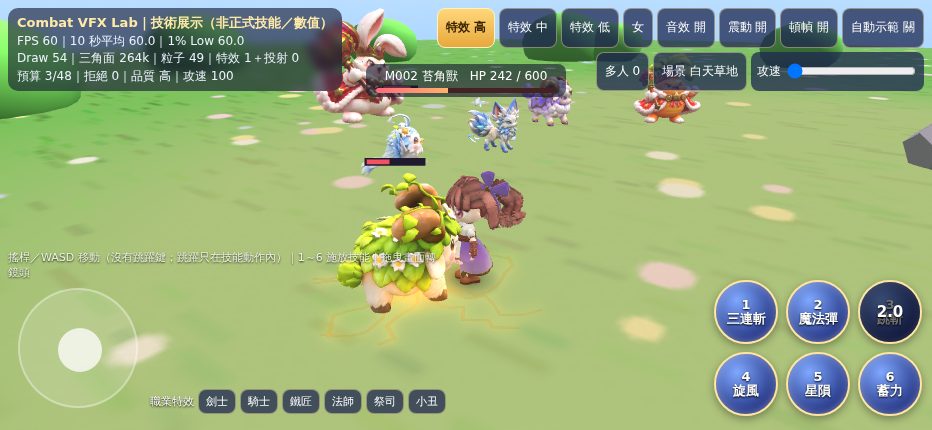 Combat VFX Lab｜技術展示（非正式技能／數值）
FPS 60｜10 秒平均 60.0｜1% Low 60.0
Draw 54｜三角面 264k｜粒子 49｜特效 1＋投射 0
預算 3/48｜拒絕 0｜品質 高｜攻速 100
特效 高
特效 中
特效 低
女
音效 開
震動 開
頓幀 開
自動示範 關
多人 0
場景 白天草地
攻速
M002 苔角獸 HP 242 / 600
搖桿／WASD 移動（沒有跳躍鍵；跳躍只在技能動作內）｜1~6 施放技能｜拖曳畫面轉
鏡頭
1
三連斬
2
魔法彈
3
2.0
跳斬
4
旋風
5
星隕
6
蓄力
職業特效
劍士
騎士
鐵匠
法師
祭司
小丑